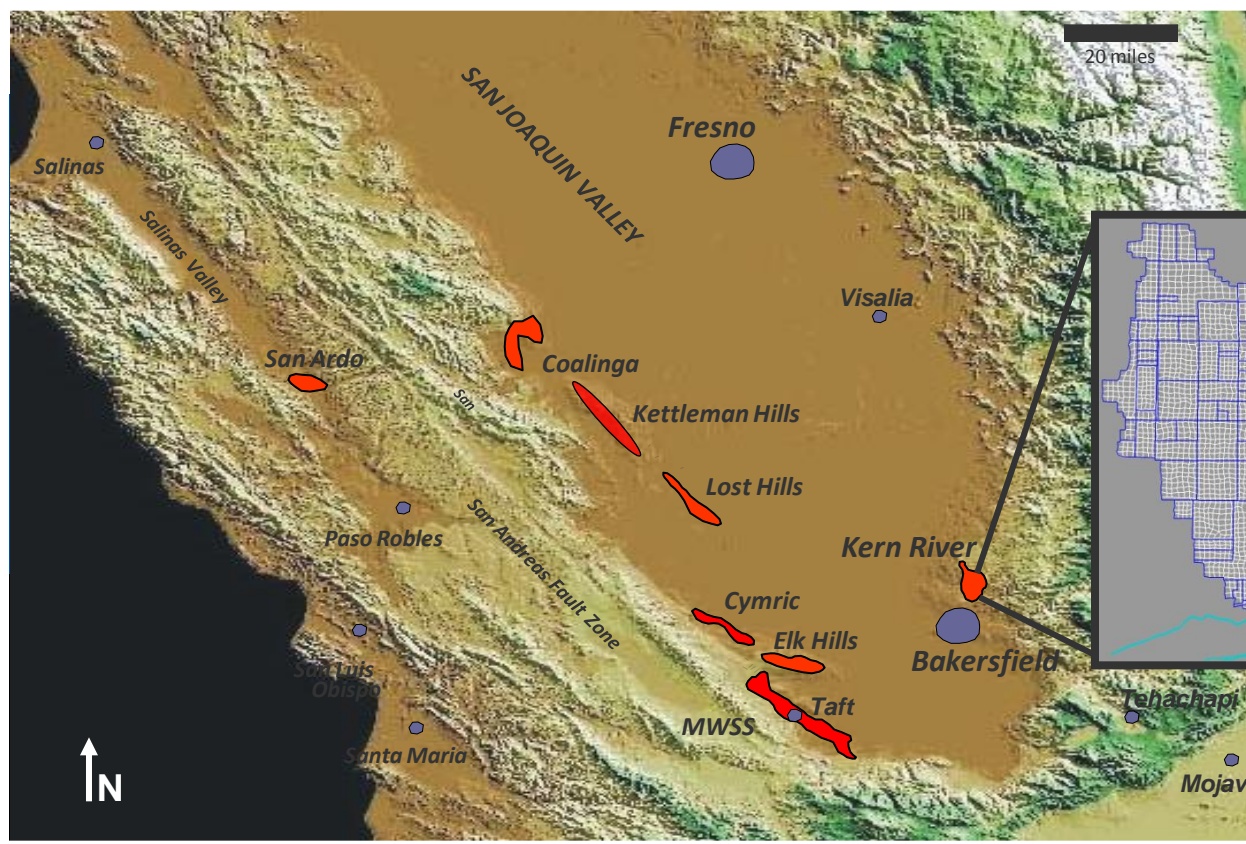 20 miles
SAN JOAQUIN VALLEY
Fresno
Salinas
Salinas Valley
Visalia
San Ardo
Coalinga
San
Kettleman Hills
Lost Hills
San Andreas Fault Zone
Paso Robles
Kern River
Cymric
Elk Hills
Bakersfield
San Luis
Obispo
Taft
MWSS
Tehachapi
Santa Maria
Mojav
N